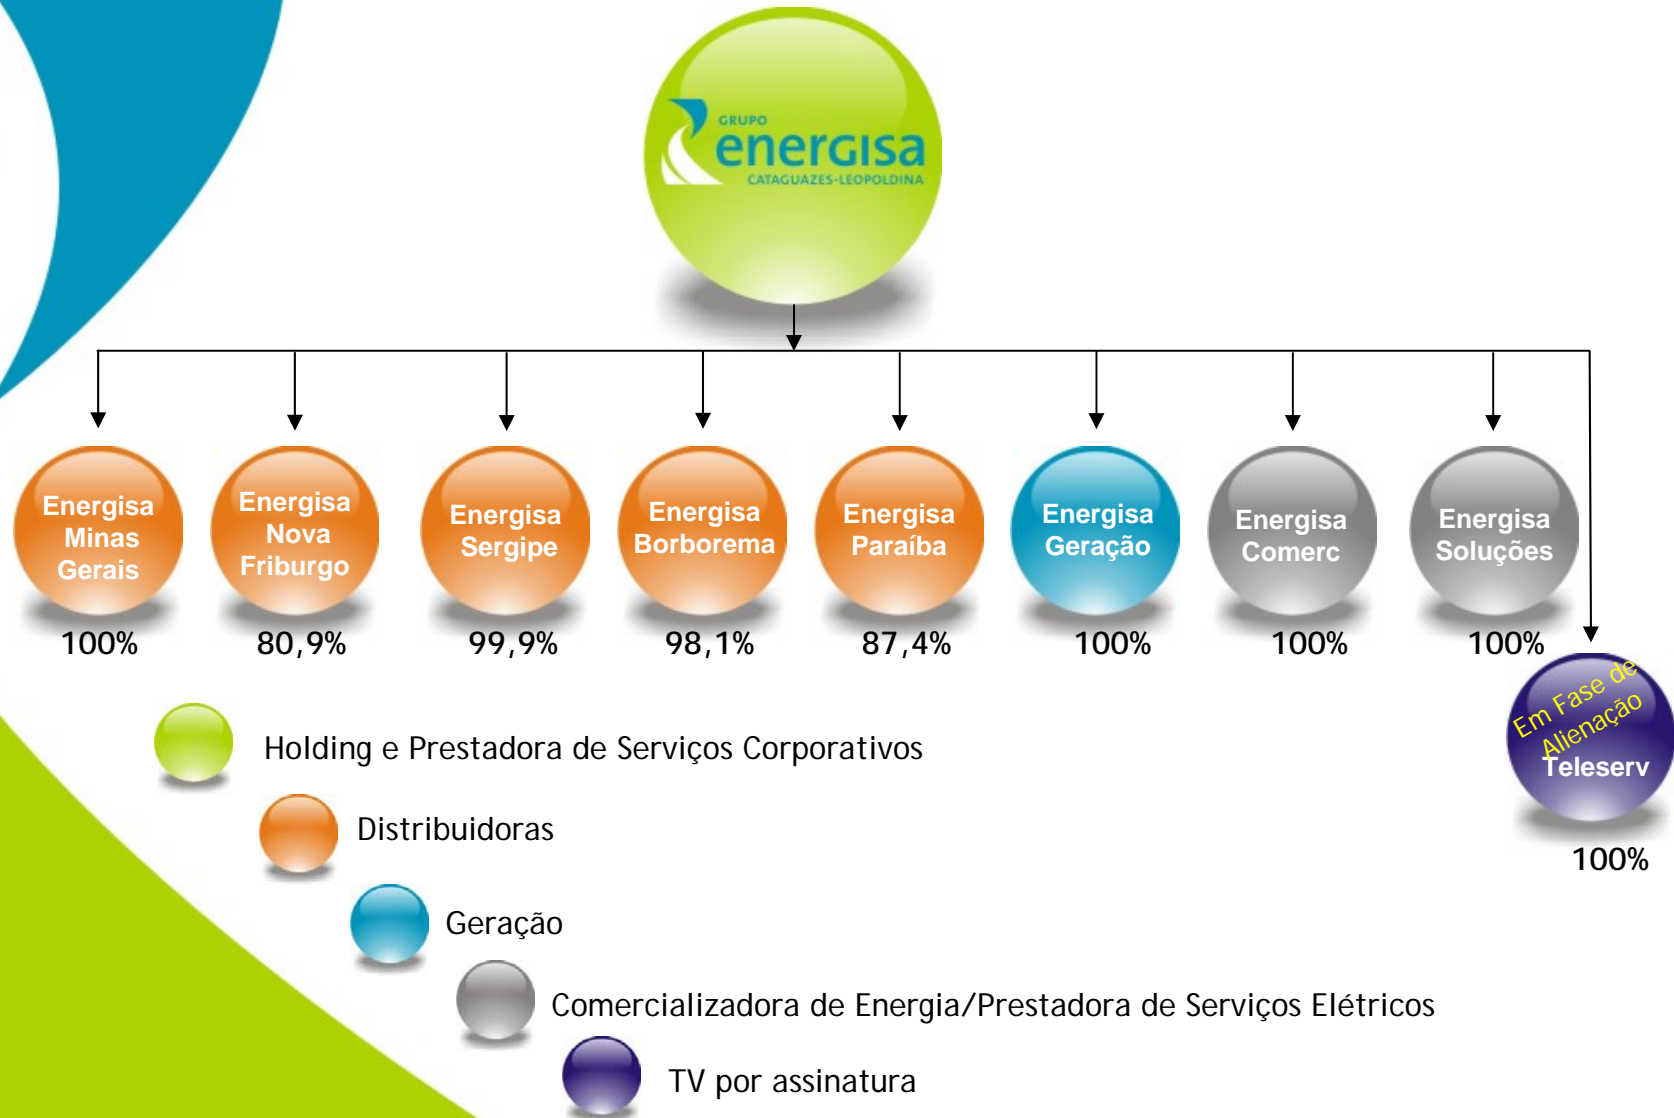 GRUPO
energisa
CATAGUAZES-LEOPOLDINA
Energisa
Minas
Gerais
100%
Energisa
Nova
Friburgo
80,9%
Energisa
Sergipe
99,9%
Energisa
Borborema
98,1%
Energisa
Paraíba
87,4%
Energisa
Geração
100%
Energisa
Comerc
100%
Energisa
Soluções
100%
Em Fase de
Alienação
Teleserv
100%
Holding e Prestadora de Serviços Corporativos
Distribuidoras
Geração
Comercializadora de Energia/Prestadora de Serviços Elétricos
TV por assinatura